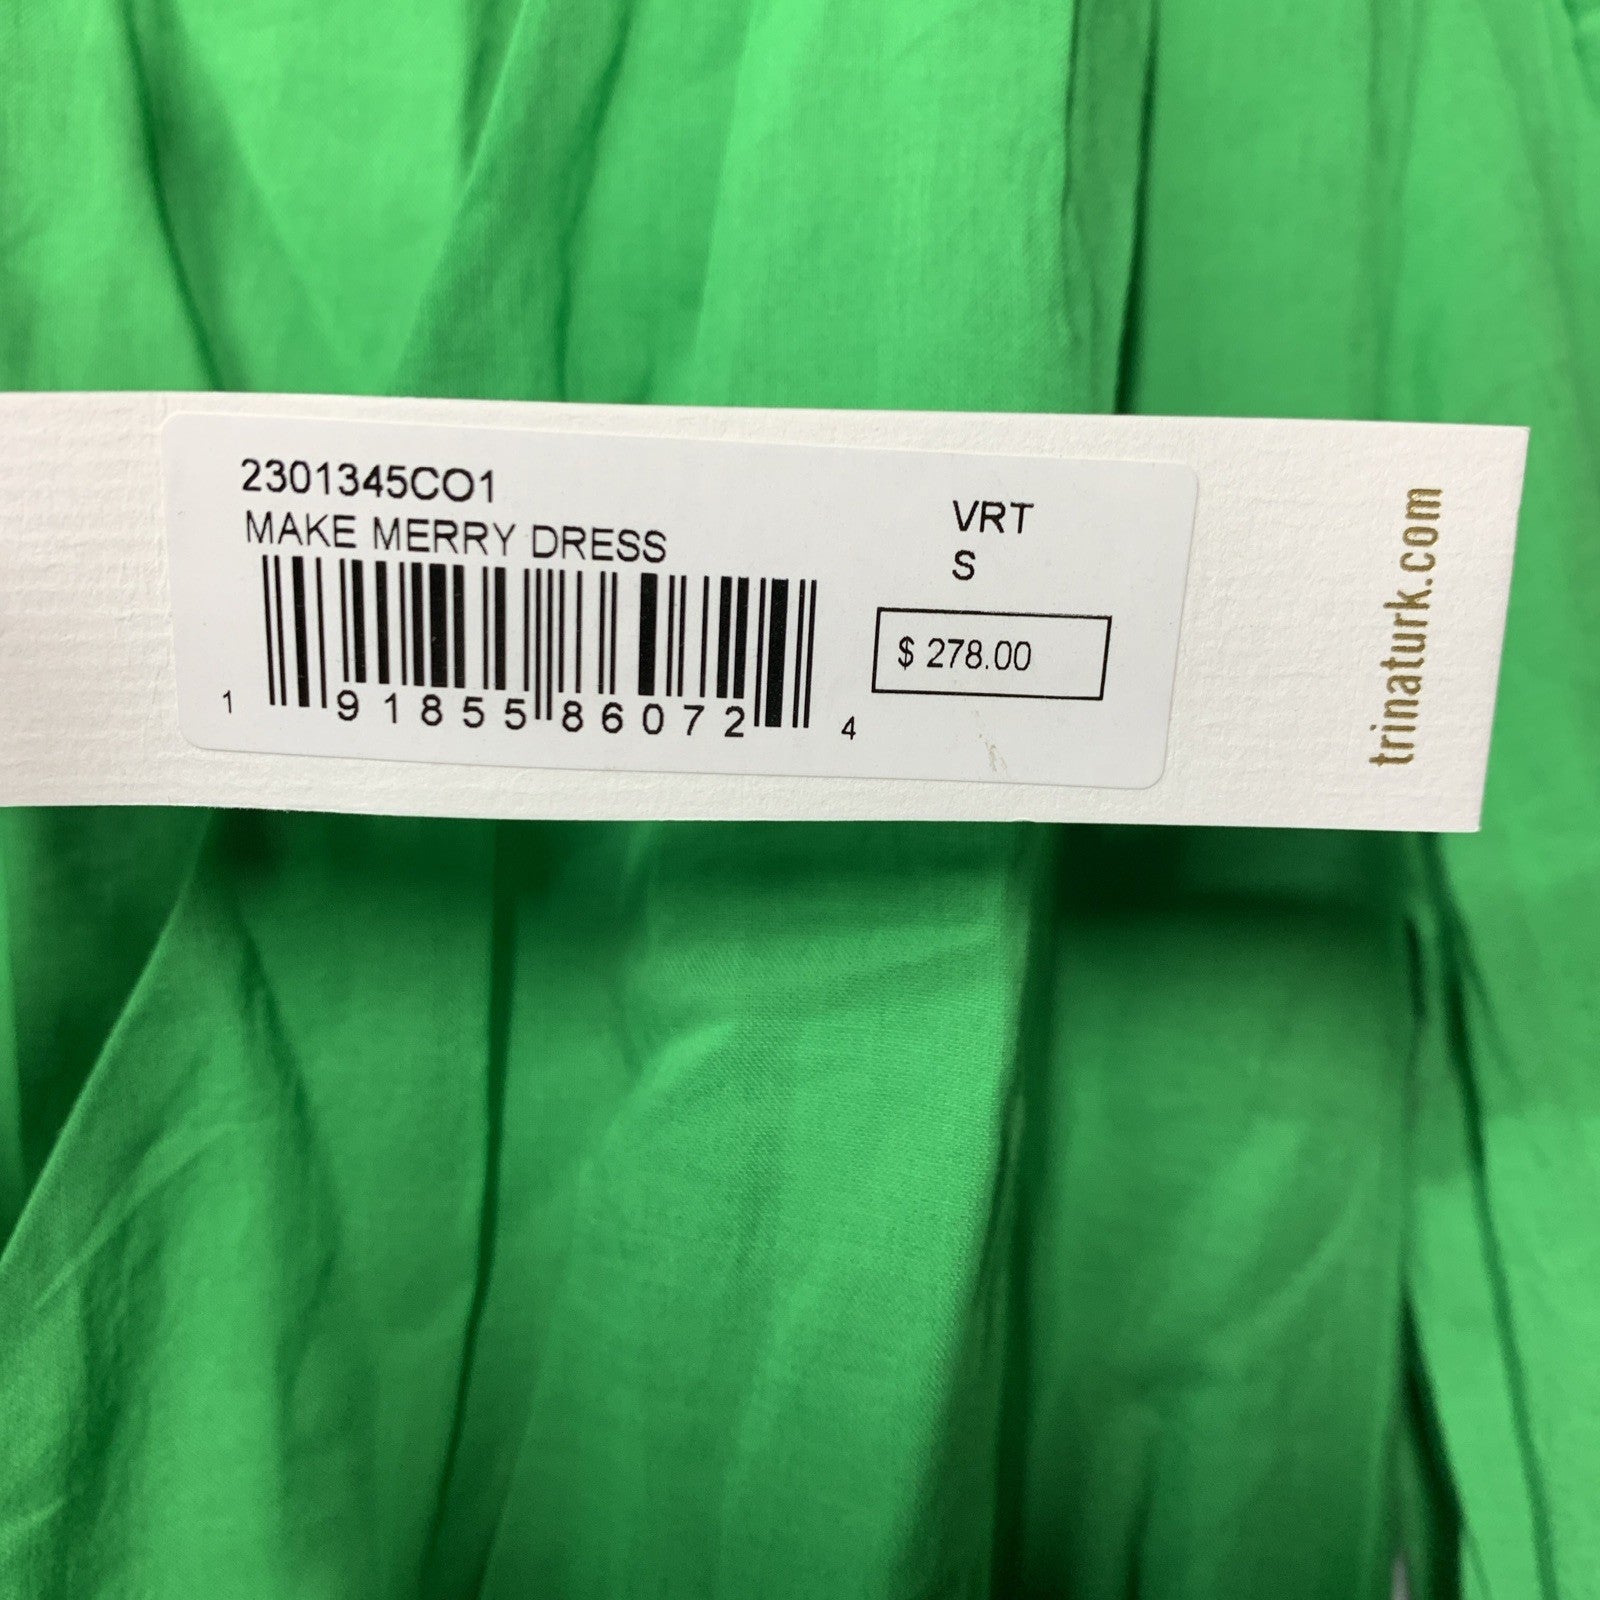 2301345CO1
MAKE MERRY DRESS
VRT
S
$ 278.00
1 91855 86072 4
trinaturk.com